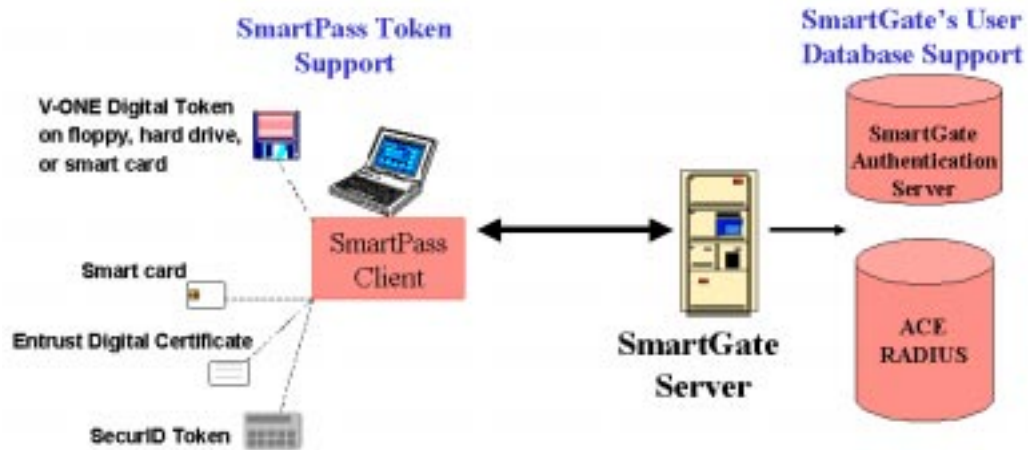 SmartPass Token
Support
SmartGate's User
Database Support
V-ONE Digital Token
on floppy, hard drive,
or smart card
SmartPass
Client
Smart card
Entrust Digital Certificate
SecurID Token
SmartGate
Server
SmartGate
Authentication
Server
ACE
RADIUS